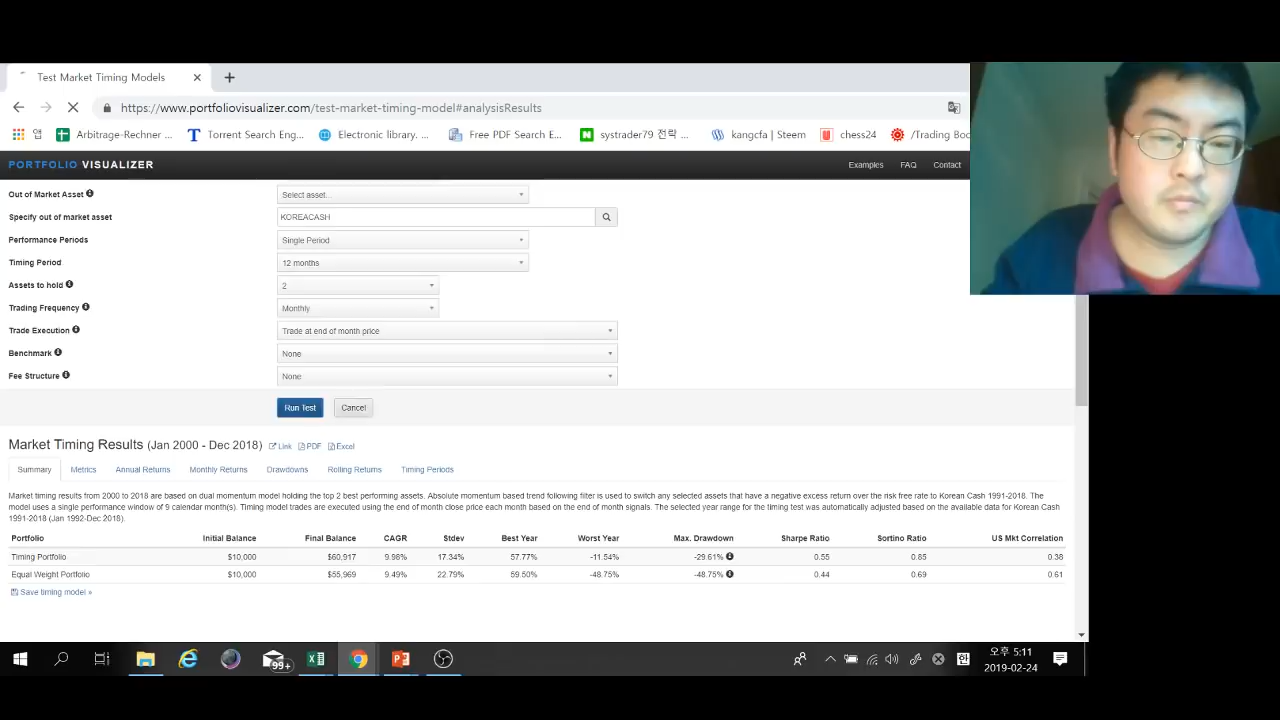 Test Market Timing Models
https://www.portfoliovisualizer.com/test-market-timing-model#analysisResults
앱 Arbitrage-Rechner ... Torrent Search Eng... Electronic library. ... Free PDF Search E... systrader79 전략 ... kangcfa | Steem chess24 /Trading Boo
PORTFOLIO VISUALIZER Examples FAQ Contact
Out of Market Asset Select asset...
Specify out of market asset KOREACASH
Performance Periods Single Period
Timing Period 12 months
Assets to hold 2
Trading Frequency Monthly
Trade Execution Trade at end of month price
Benchmark None
Fee Structure None
Run Test Cancel
Market Timing Results (Jan 2000 - Dec 2018) Link PDF Excel
Summary Metrics Annual Returns Monthly Returns Drawdowns Rolling Returns Timing Periods
Market timing results from 2000 to 2018 are based on dual momentum model holding the top 2 best performing assets. Absolute momentum based trend following filter is used to switch any selected assets that have a negative excess return over the risk free rate to Korean Cash 1991-2018. The
model uses a single performance window of 9 calendar month(s). Timing model trades are executed using the end of month close price each month based on the end of month signals. The selected year range for the timing test was automatically adjusted based on the available data for Korean Cash
1991-2018 (Jan 1992-Dec 2018).
Portfolio Initial Balance Final Balance CAGR Stdev Best Year Worst Year Max. Drawdown Sharpe Ratio Sortino Ratio US Mkt Correlation
Timing Portfolio $10,000 $60,917 9.98% 17.34% 57.77% -11.54% -29.61% 0.55 0.85 0.38
Equal Weight Portfolio $10,000 $55,969 9.49% 22.79% 59.50% -48.75% -48.75% 0.44 0.69 0.61
Save timing model »
99+
한
오후 5:11
2019-02-24